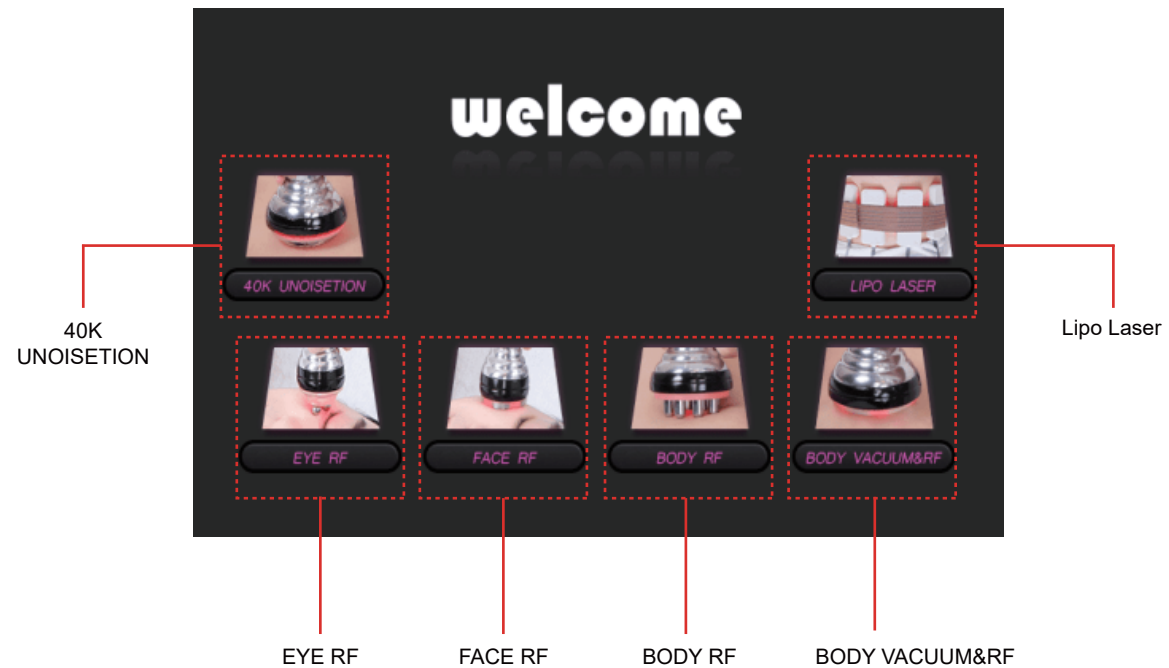 welcome
40K UNOISETION
LIPO LASER
40K
UNOISETION
Lipo Laser
EYE RF
FACE RF
BODY RF
BODY VACUUM&RF
EYE RF
FACE RF
BODY RF
BODY VACUUM&RF